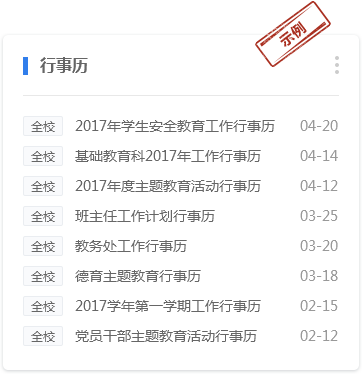 示例
行事历
全校 2017年学生安全教育工作行事历 04-20
全校 基础教育科2017年工作行事历 04-14
全校 2017年度主题教育活动行事历 04-12
全校 班主任工作计划行事历 03-25
全校 教务处工作行事历 03-20
全校 德育主题教育行事历 03-18
全校 2017学年第一学期工作行事历 02-15
全校 党员干部主题教育活动行事历 02-12